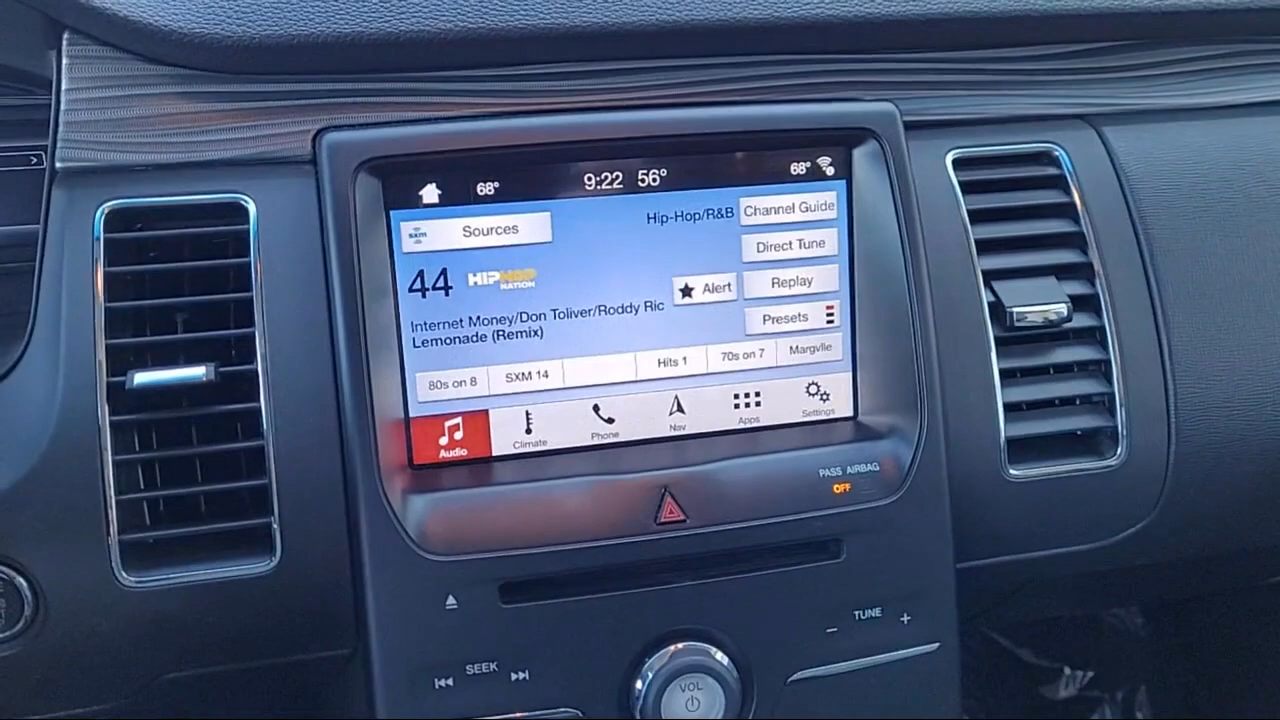 68° 9:22 56° 68°
sxm Sources
Hip-Hop/R&B Channel Guide
Direct Tune
44 HIPHOP NATION
Alert Replay
Internet Money/Don Toliver/Roddy Ric
Lemonade (Remix)
Presets
80s on 8 SXM 14 Hits 1 70s on 7 Margvlle
Audio Climate Phone Nav Apps Settings
PASS AIRBAG
OFF
TUNE
− +
SEEK
VOL